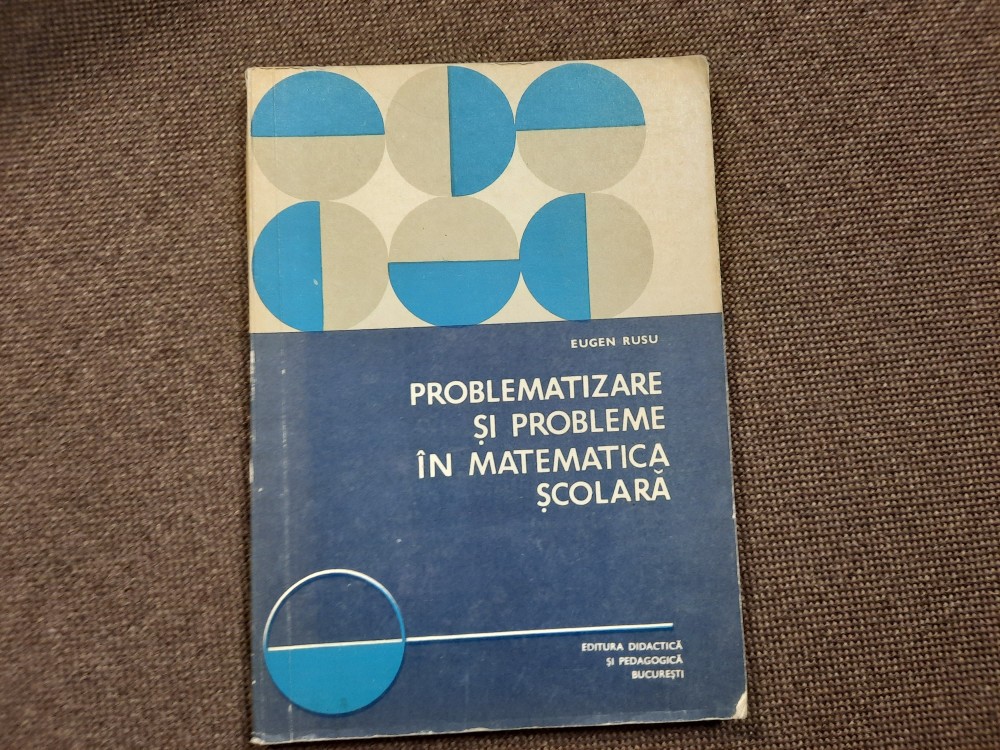 EUGEN RUSU
PROBLEMATIZARE
ȘI PROBLEME
ÎN MATEMATICA
ȘCOLARĂ
EDITURA DIDACTICĂ
ȘI PEDAGOGICĂ
BUCUREȘTI